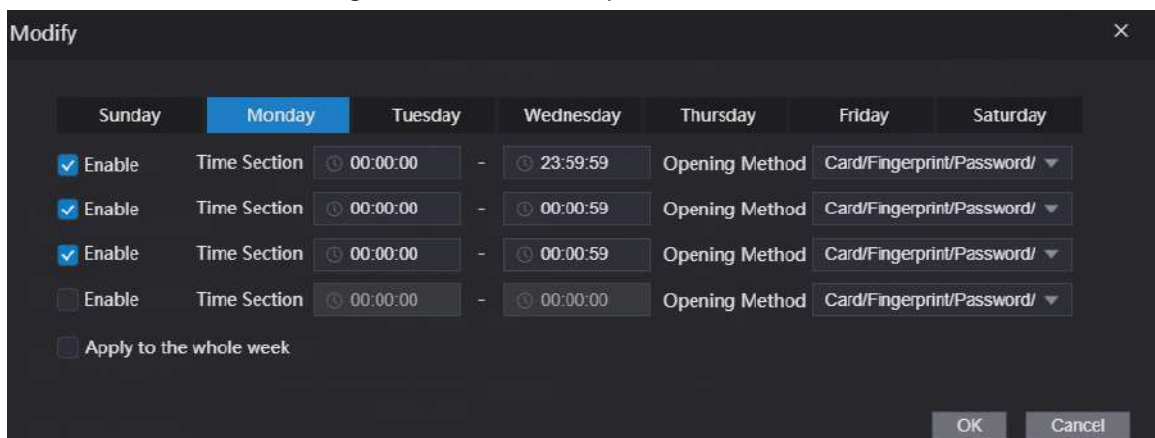 Modify ×
Sunday Monday Tuesday Wednesday Thursday Friday Saturday
Enable Time Section 00:00:00 - 23:59:59 Opening Method Card/Fingerprint/Password/
Enable Time Section 00:00:00 - 00:00:59 Opening Method Card/Fingerprint/Password/
Enable Time Section 00:00:00 - 00:00:59 Opening Method Card/Fingerprint/Password/
Enable Time Section 00:00:00 - 00:00:00 Opening Method Card/Fingerprint/Password/
Apply to the whole week
OK Cancel